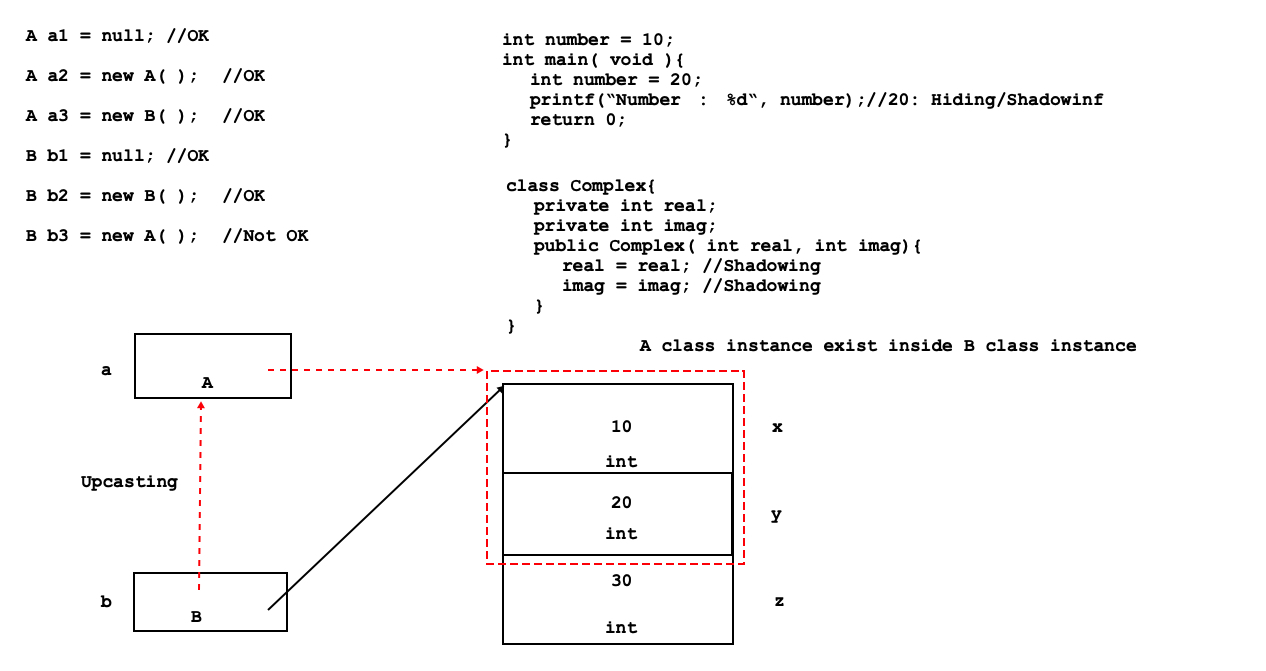 A a1 = null; //OK
A a2 = new A( );  //OK
A a3 = new B( );  //OK
B b1 = null; //OK
B b2 = new B( );  //OK
B b3 = new A( );  //Not OK
int number = 10;
int main( void ){
int number = 20;
printf(‟Number  :  %d‟, number);//20: Hiding/Shadowinf
return 0;
}
class Complex{
private int real;
private int imag;
public Complex( int real, int imag){
real = real; //Shadowing
imag = imag; //Shadowing
}
}
A class instance exist inside B class instance
a
A
Upcasting
b
B
10
int
x
20
int
y
30
int
z